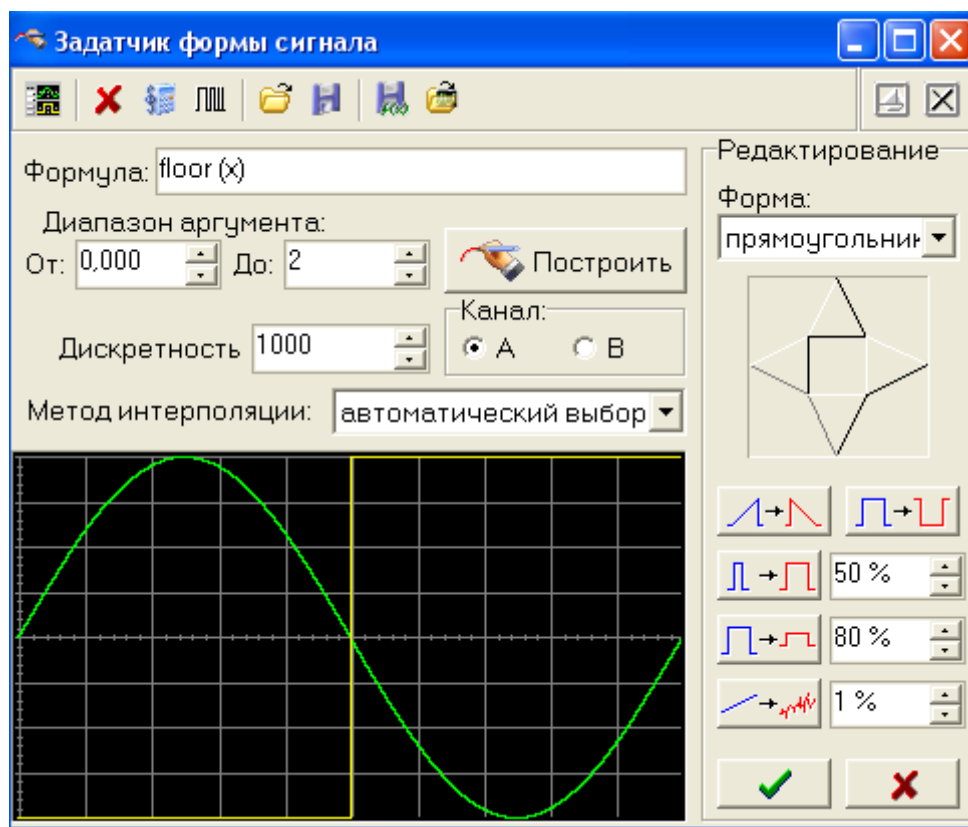 Задатчик формы сигнала
Формула: floor (x)
Диапазон аргумента:
От: 0,000 До: 2
Построить
Дискретность 1000
Канал:
A B
Метод интерполяции: автоматический выбор
Редактирование
Форма:
прямоугольник
50 %
80 %
1 %